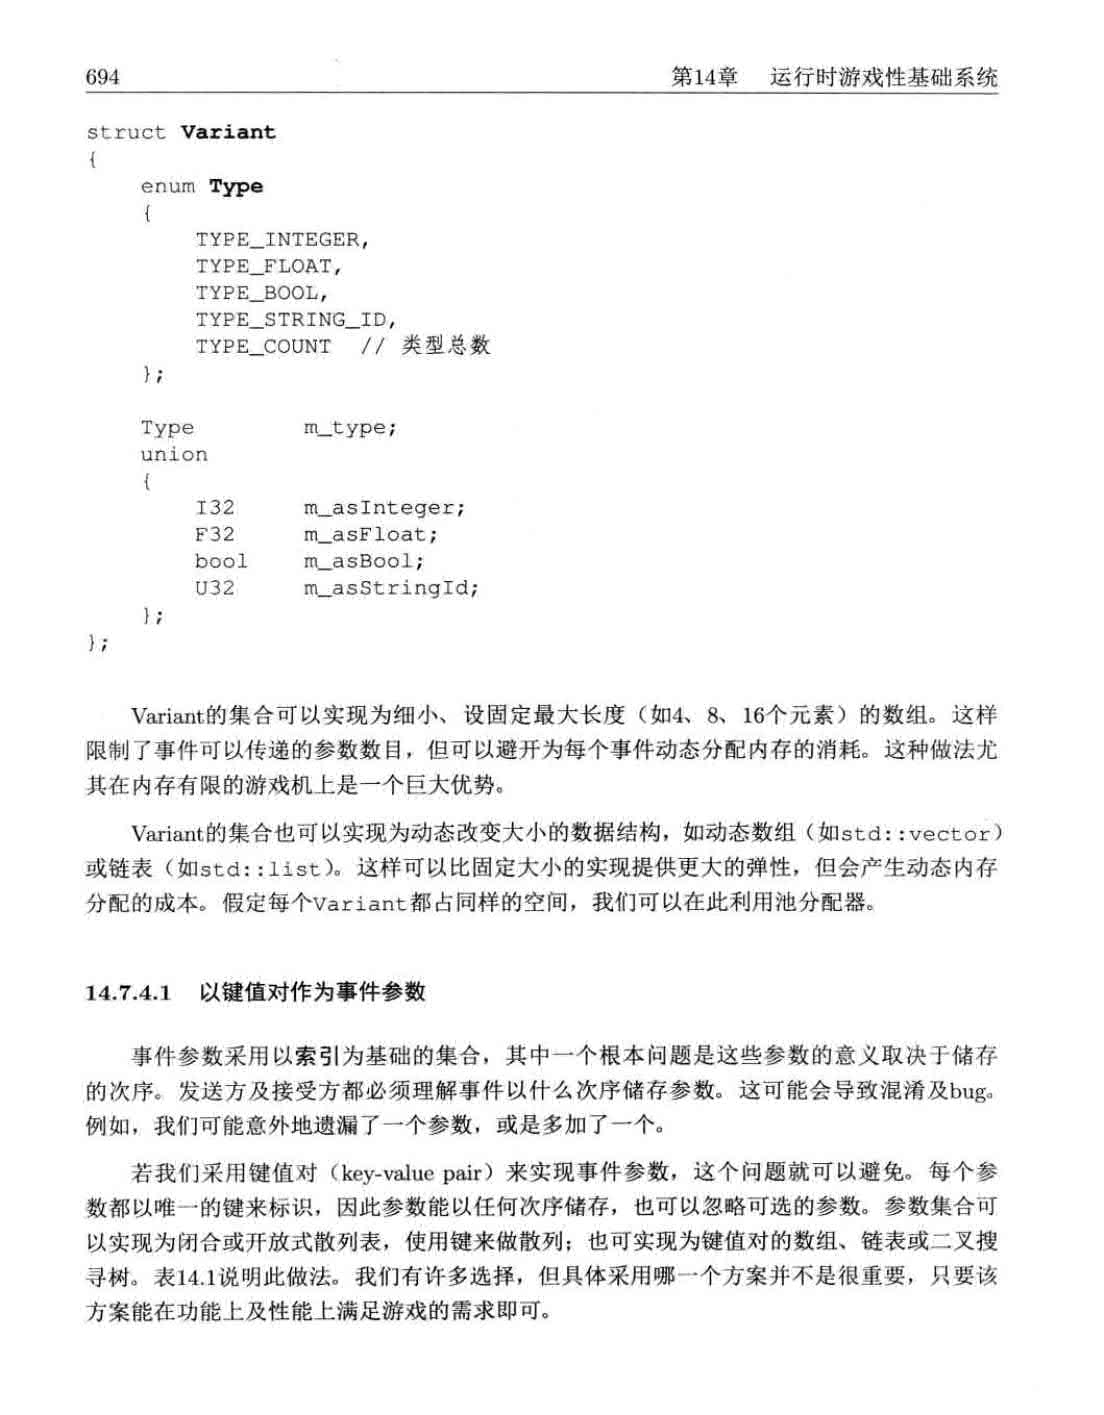 694 第14章 运行时游戏性基础系统
struct Variant
{
enum Type
{
TYPE_INTEGER,
TYPE_FLOAT,
TYPE_BOOL,
TYPE_STRING_ID,
TYPE_COUNT // 类型总数
};
Type m_type;
union
{
I32 m_asInteger;
F32 m_asFloat;
bool m_asBool;
U32 m_asStringId;
};
};
Variant的集合可以实现为细小、设固定最大长度（如4、8、16个元素）的数组。这样
限制了事件可以传递的参数数目，但可以避开为每个事件动态分配内存的消耗。这种做法尤
其在内存有限的游戏机上是一个巨大优势。
Variant的集合也可以实现为动态改变大小的数据结构，如动态数组（如std::vector）
或链表（如std::list）。这样可以比固定大小的实现提供更大的弹性，但会产生动态内存
分配的成本。假定每个Variant都占同样的空间，我们可以在此利用池分配器。
14.7.4.1 以键值对作为事件参数
事件参数采用以索引为基础的集合，其中一个根本问题是这些参数的意义取决于储存
的次序。发送方及接受方都必须理解事件以什么次序储存参数。这可能会导致混淆及bug。
例如，我们可能意外地遗漏了一个参数，或是多加了一个。
若我们采用键值对（key-value pair）来实现事件参数，这个问题就可以避免。每个参
数都以唯一的键来标识，因此参数能以任何次序储存，也可以忽略可选的参数。参数集合可
以实现为闭合或开放式散列表，使用键来做散列；也可实现为键值对的数组、链表或二叉搜
寻树。表14.1说明此做法。我们有许多选择，但具体采用哪一个方案并不是很重要，只要该
方案能在功能上及性能上满足游戏的需求即可。